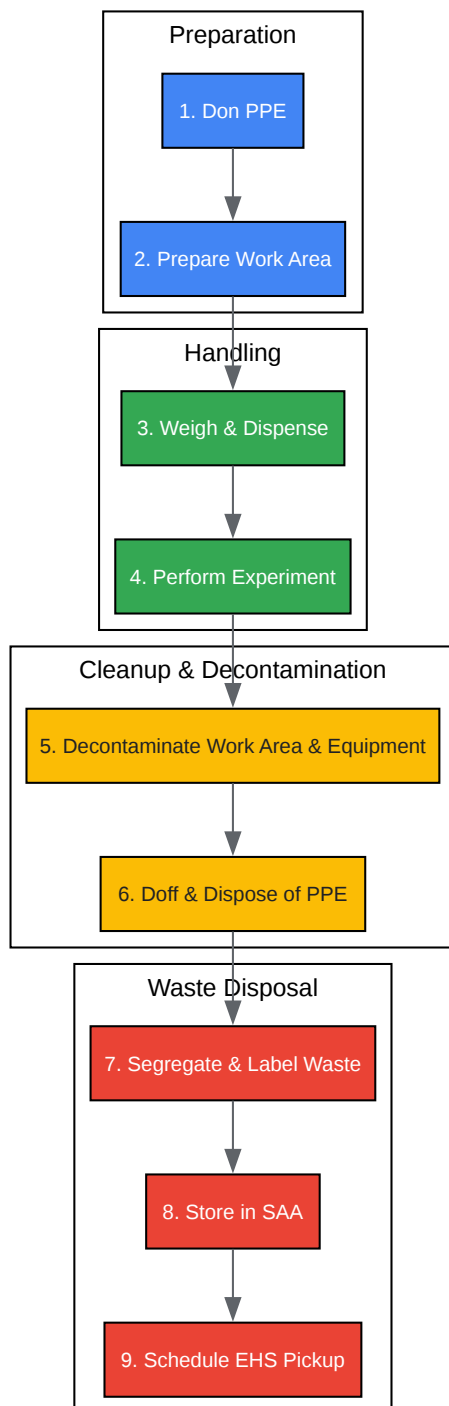 Preparation
1. Don PPE
2. Prepare Work Area
Handling
3. Weigh & Dispense
4. Perform Experiment
Cleanup & Decontamination
5. Decontaminate Work Area & Equipment
6. Doff & Dispose of PPE
Waste Disposal
7. Segregate & Label Waste
8. Store in SAA
9. Schedule EHS Pickup